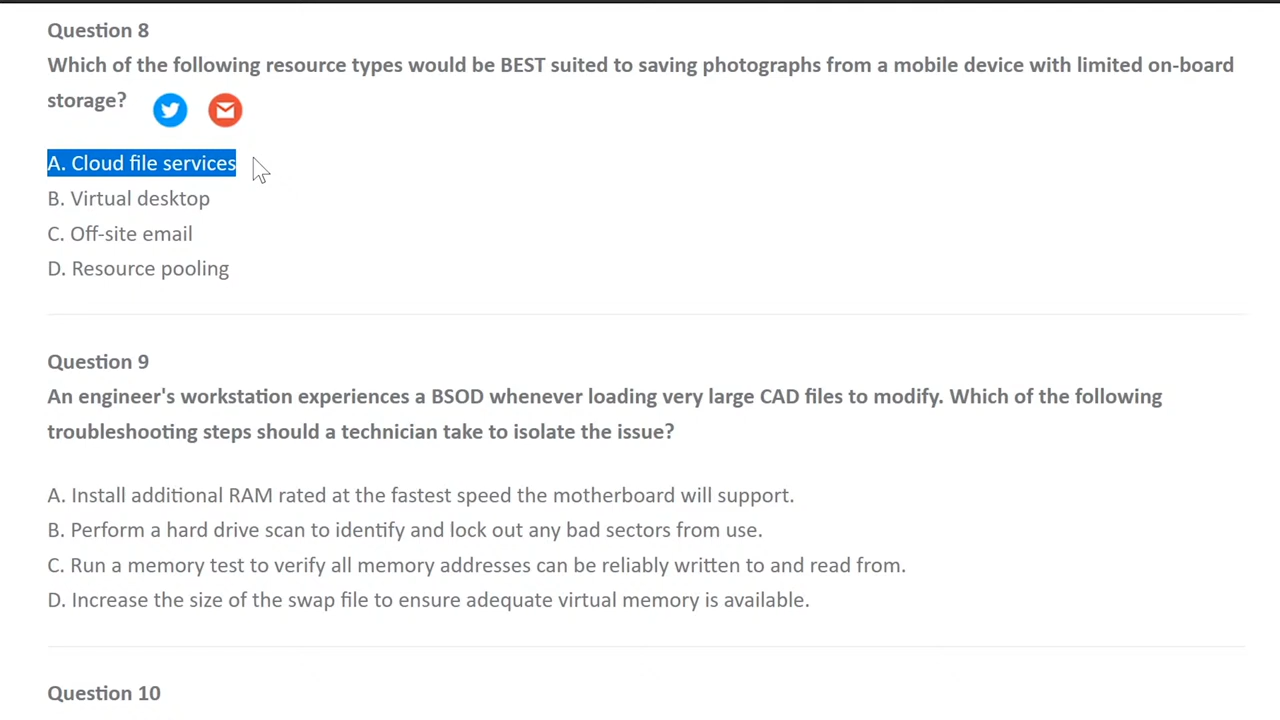 Question 8
Which of the following resource types would be BEST suited to saving photographs from a mobile device with limited on-board
storage?
A. Cloud file services
B. Virtual desktop
C. Off-site email
D. Resource pooling
Question 9
An engineer's workstation experiences a BSOD whenever loading very large CAD files to modify. Which of the following
troubleshooting steps should a technician take to isolate the issue?
A. Install additional RAM rated at the fastest speed the motherboard will support.
B. Perform a hard drive scan to identify and lock out any bad sectors from use.
C. Run a memory test to verify all memory addresses can be reliably written to and read from.
D. Increase the size of the swap file to ensure adequate virtual memory is available.
Question 10